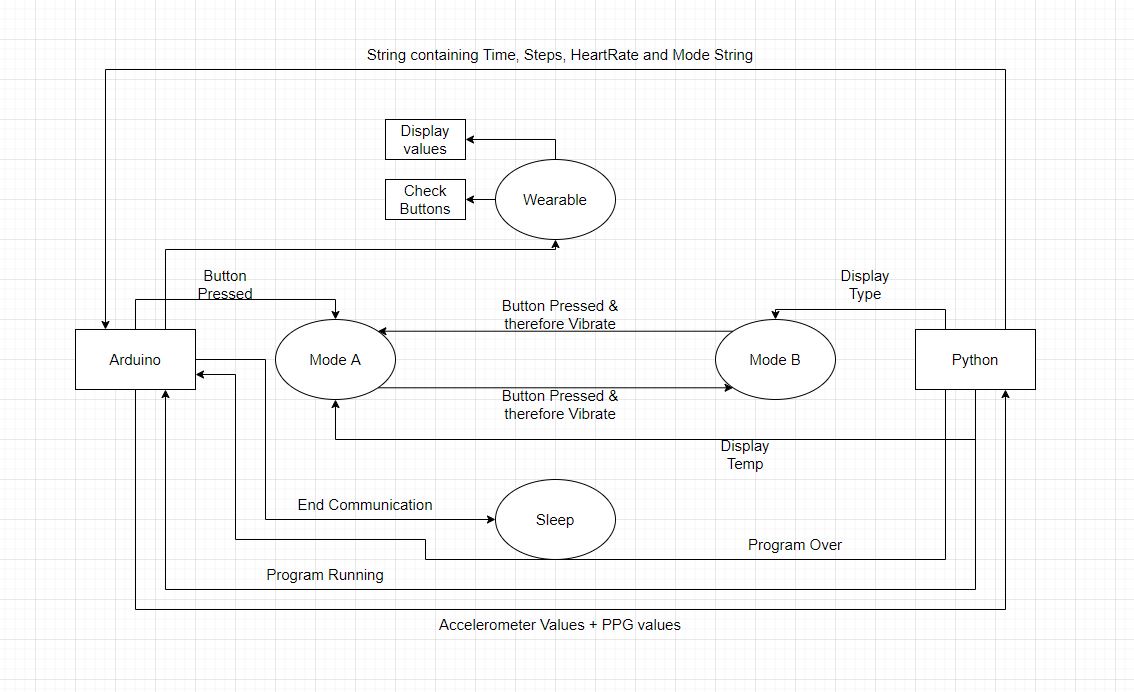 String containing Time, Steps, HeartRate and Mode String
Display
values
Check
Buttons
Wearable
Button
Pressed
Button Pressed &
therefore Vibrate
Display
Type
Arduino
Mode A
Mode B
Python
Button Pressed &
therefore Vibrate
Display
Temp
End Communication
Sleep
Program Over
Program Running
Accelerometer Values + PPG values